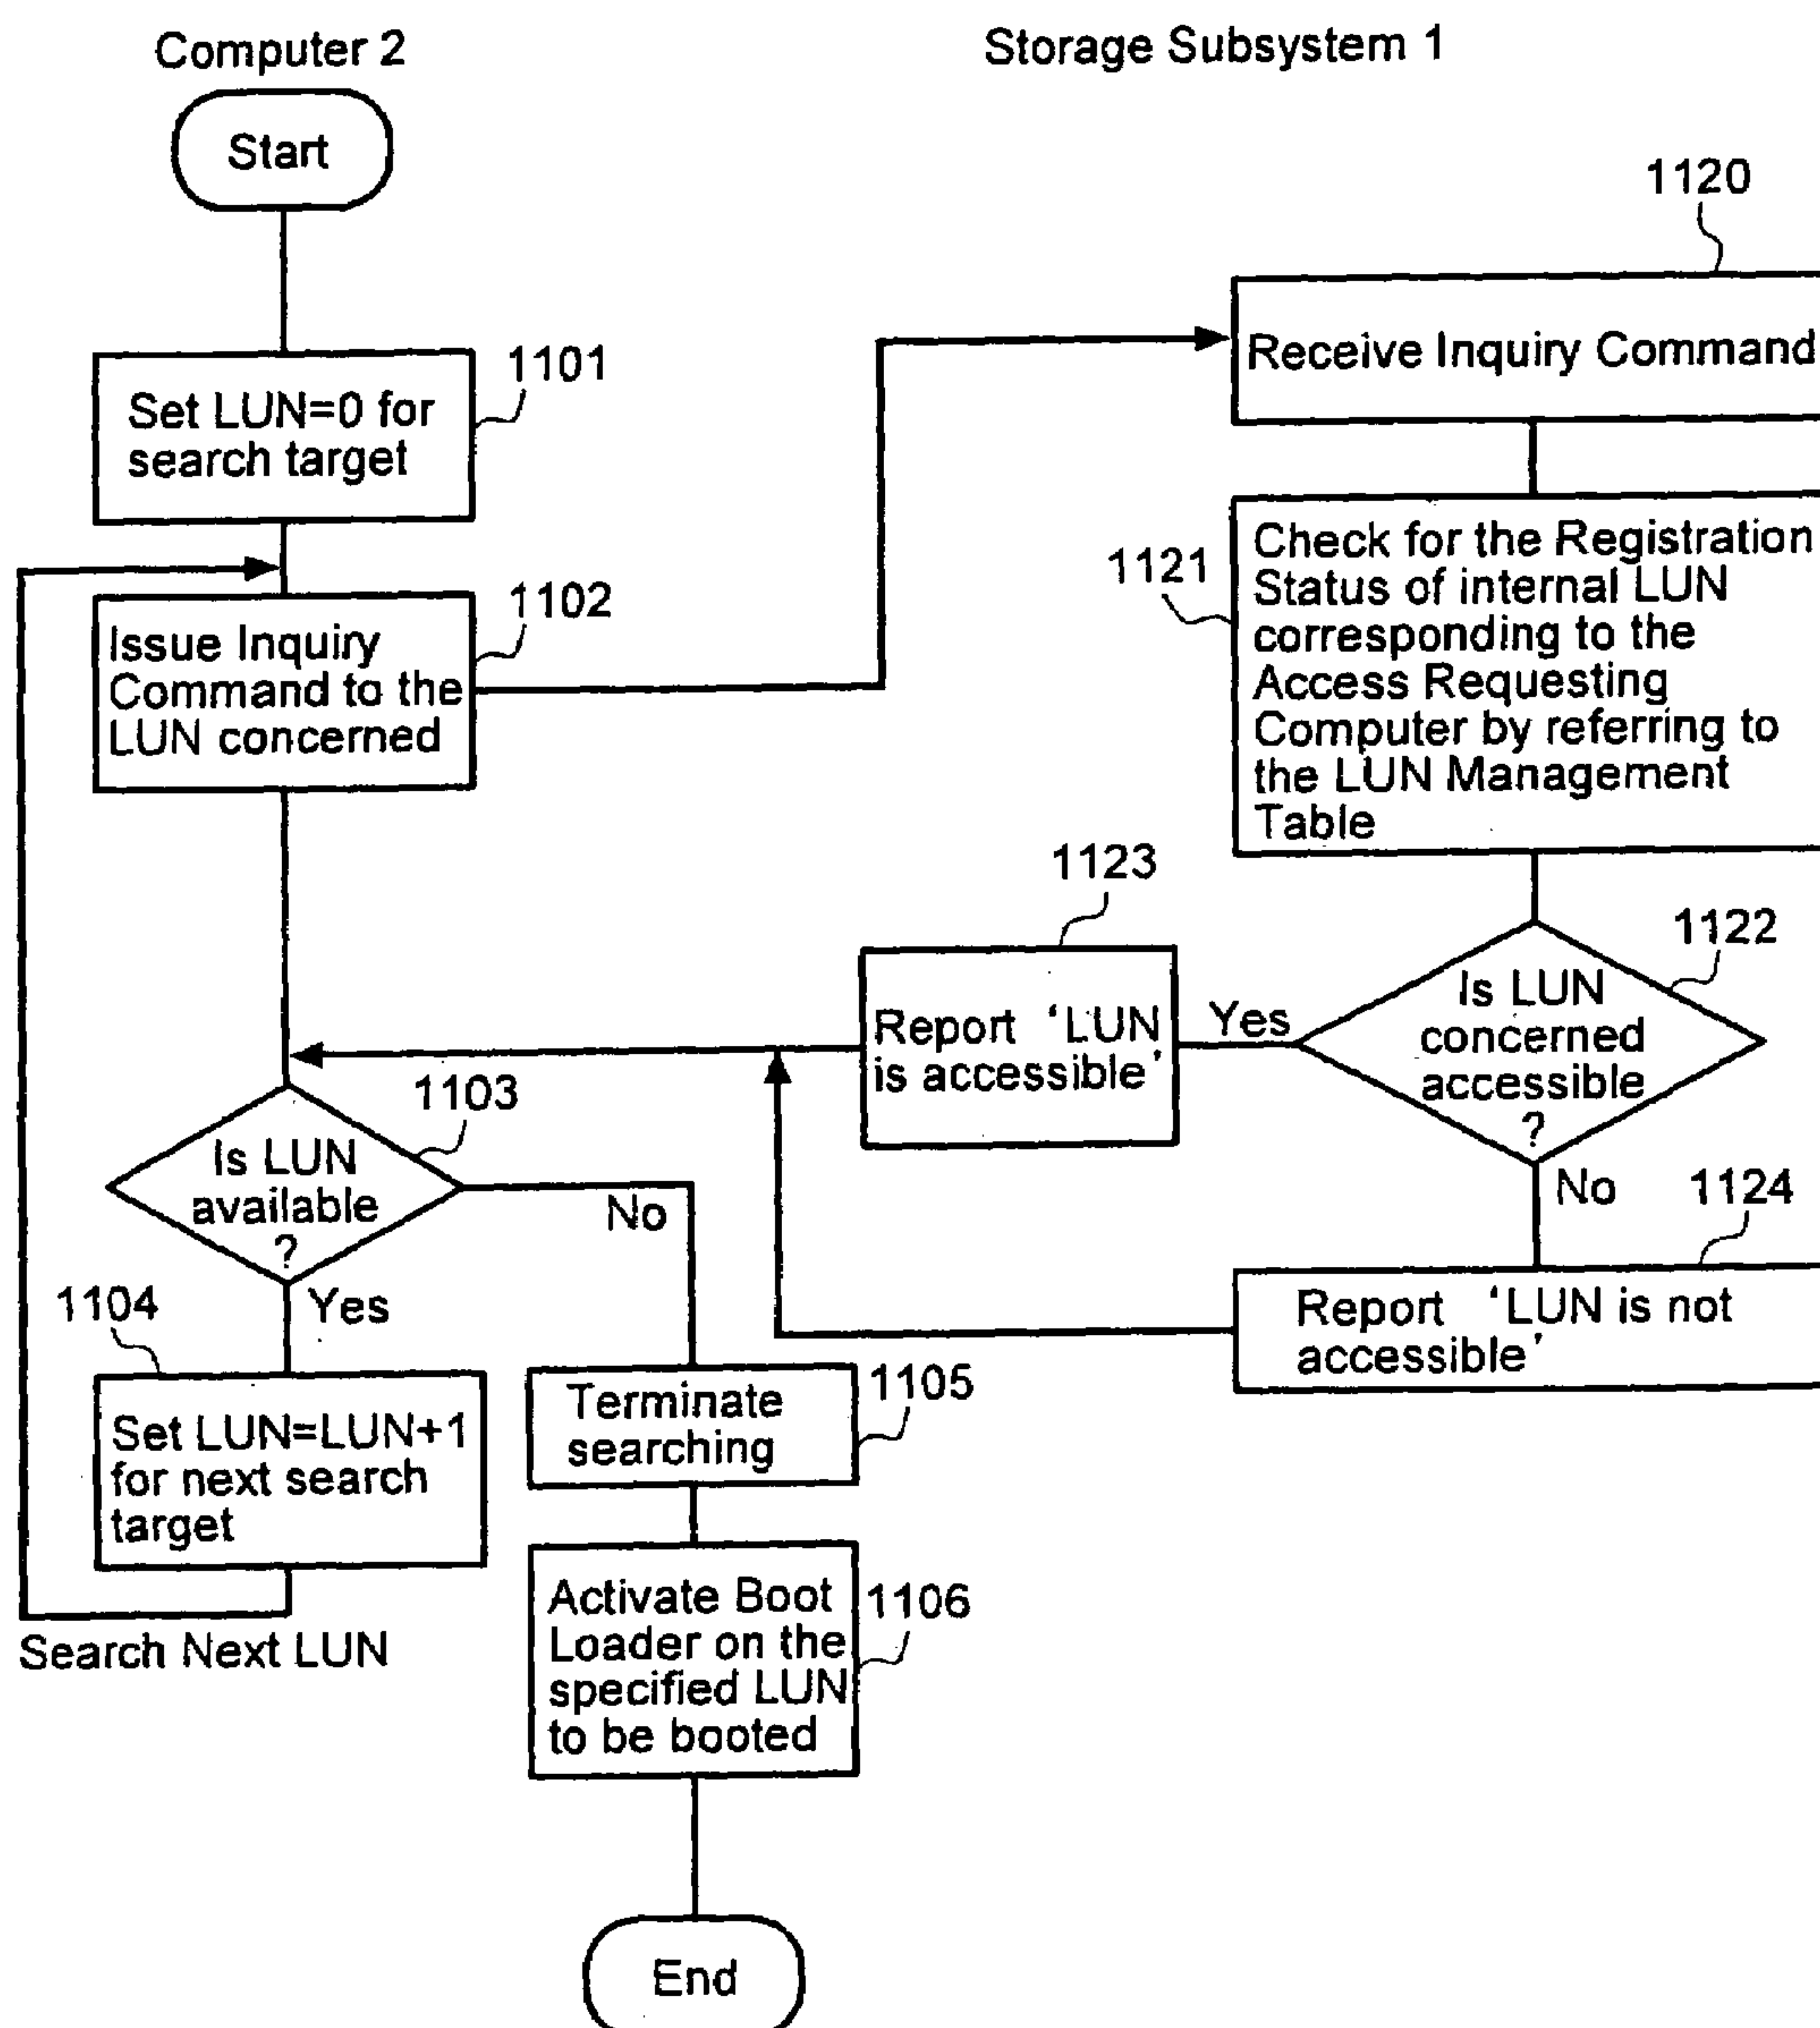 Computer 2
Storage Subsystem 1
Start
1101
Set LUN=0 for
search target
1102
Issue Inquiry
Command to the
LUN concerned
1120
Receive Inquiry Command
1121
Check for the Registration
Status of internal LUN
corresponding to the
Access Requesting
Computer by referring to
the LUN Management
Table
1122
Is LUN
concerned
accessible
?
Yes
No
1123
Report 'LUN
is accessible'
1124
Report 'LUN is not
accessible'
1103
Is LUN
available
?
No
Yes
1104
Set LUN=LUN+1
for next search
target
Search Next LUN
1105
Terminate
searching
1106
Activate Boot
Loader on the
specified LUN
to be booted
End